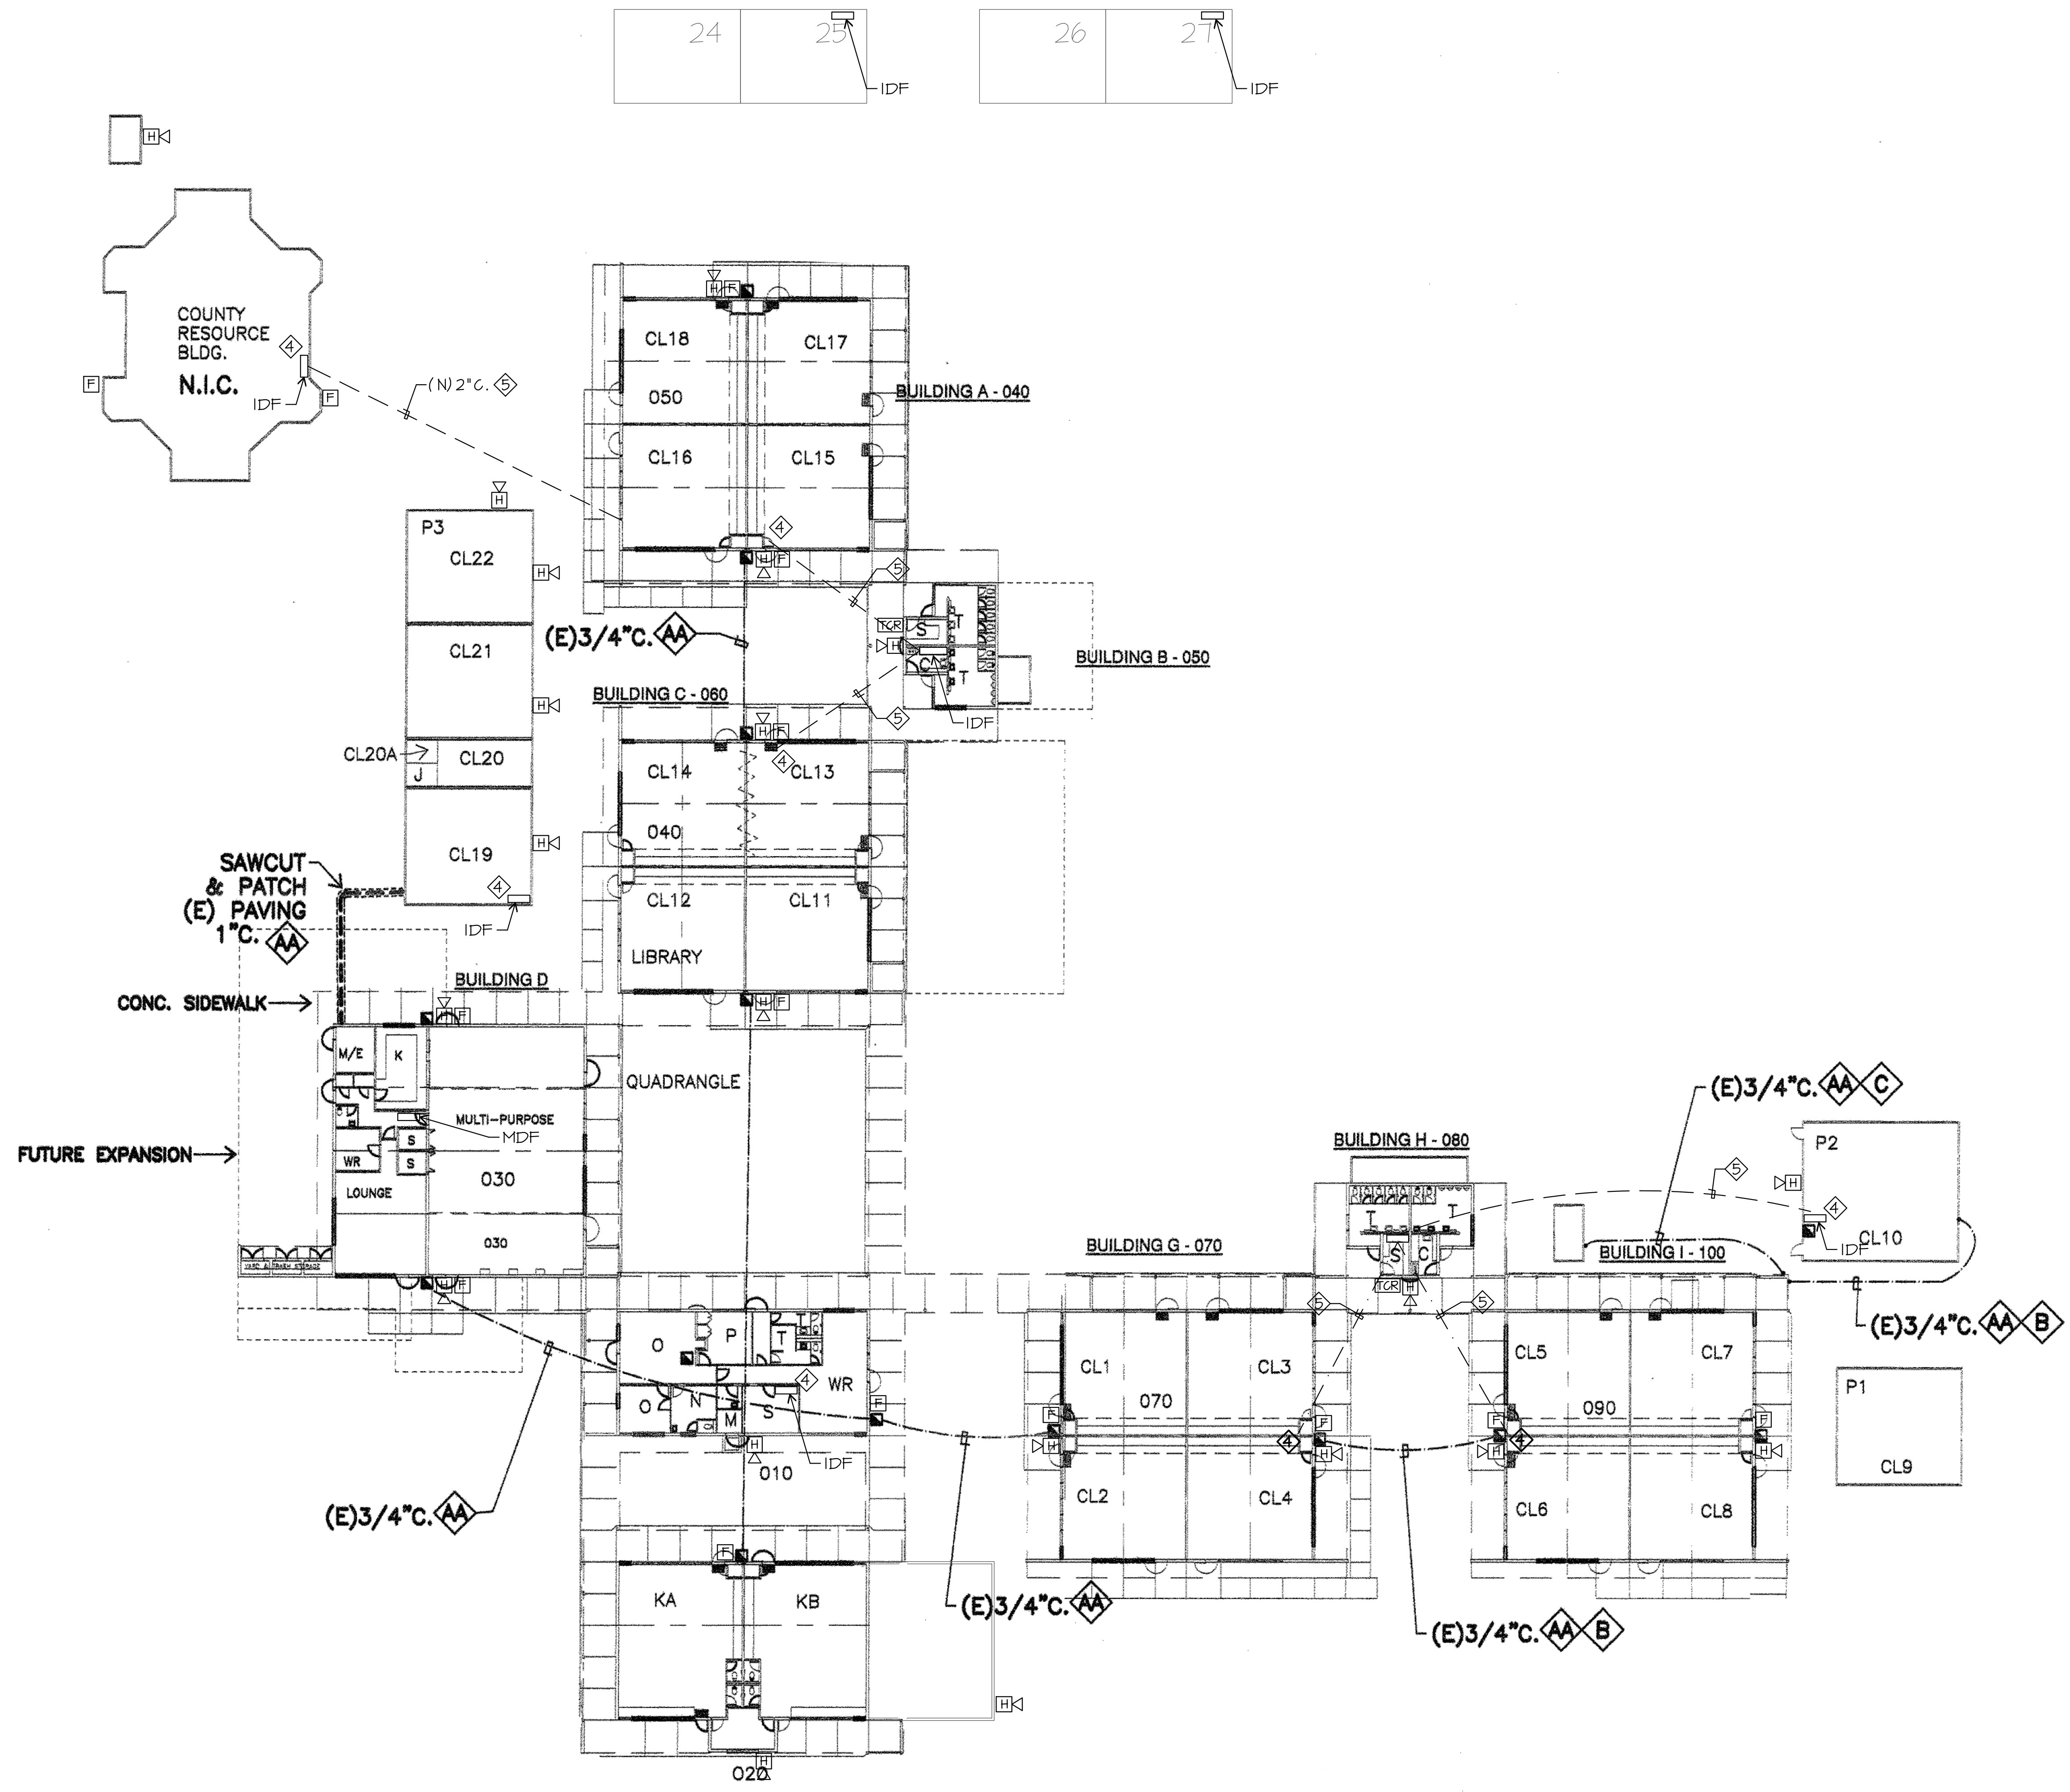 24
25
26
27
IDF
IDF
H
COUNTY
RESOURCE
BLDG.
N.I.C.
4
IDF
F
F
(N) 2"C. 5
H F
CL18
CL17
050
BUILDING A - 040
CL16
CL15
4
H F
5
P3
H
CL22
H
(E)3/4"C. AA
TCR
S
T
H
C
T
BUILDING B - 050
IDF
5
CL21
H
BUILDING C - 060
H F
4
CL20A
CL20
J
CL14
CL13
040
H
CL19
4
IDF
CL12
CL11
LIBRARY
SAWCUT
& PATCH
(E) PAVING
1"C. AA
CONC. SIDEWALK
BUILDING D
H F
H F
M/E
K
QUADRANGLE
MULTI-PURPOSE
MDF
FUTURE EXPANSION
S
S
WR
LOUNGE
030
030
YARD & TRASH STORAGE
H F
(E)3/4"C. AA C
BUILDING H - 080
P2
5
H
4
T
T
IDF
CL10
S
C
BUILDING G - 070
BUILDING I - 100
TCR
H
5
5
(E)3/4"C. AA B
O
P
T
T
WR
4
O
N
M
S
F
H
IDF
010
CL1
CL3
070
F
H
F
4
H
CL2
CL4
CL5
CL7
090
F
4
H
F
H
CL6
CL8
P1
CL9
(E)3/4"C. AA
(E)3/4"C. AA
(E)3/4"C. AA B
F
KA
KB
H
H
020